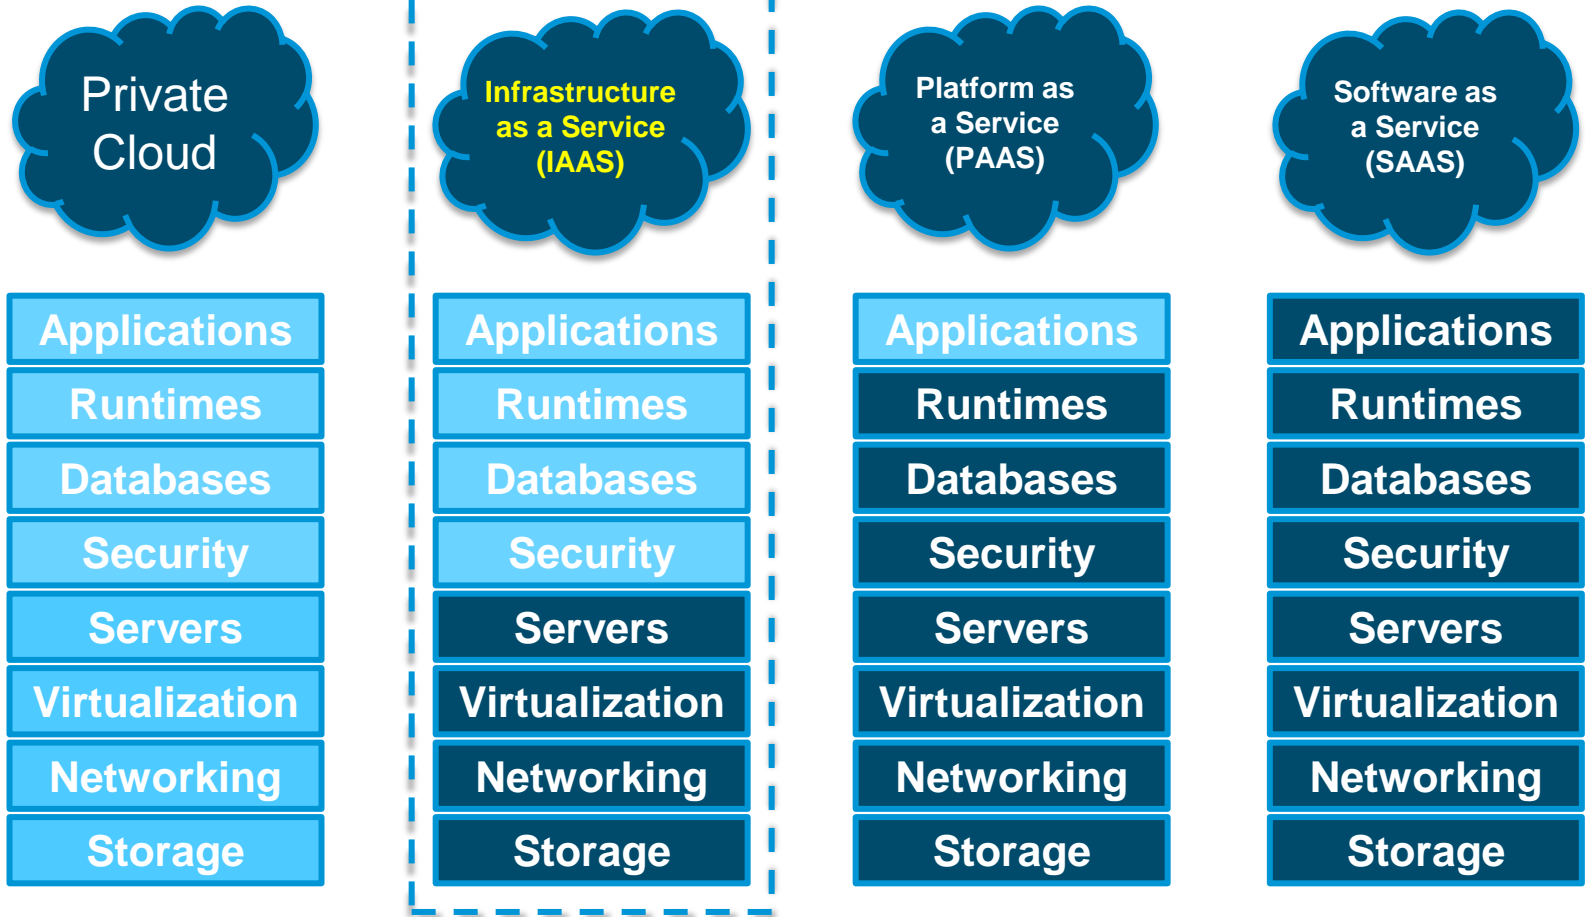 Private
Cloud
Infrastructure
as a Service
(IAAS)
Platform as
a Service
(PAAS)
Software as
a Service
(SAAS)
Applications
Runtimes
Databases
Security
Servers
Virtualization
Networking
Storage
Applications
Runtimes
Databases
Security
Servers
Virtualization
Networking
Storage
Applications
Runtimes
Databases
Security
Servers
Virtualization
Networking
Storage
Applications
Runtimes
Databases
Security
Servers
Virtualization
Networking
Storage